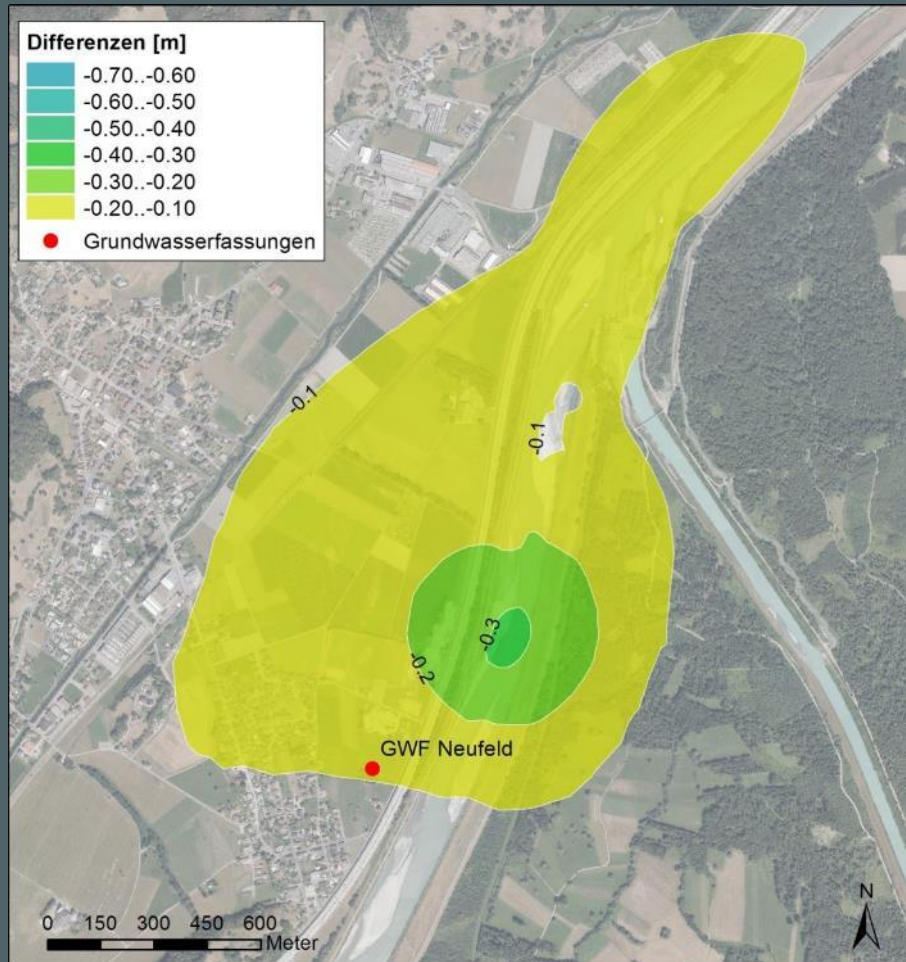 Differenzen [m]
-0.70..-0.60
-0.60..-0.50
-0.50..-0.40
-0.40..-0.30
-0.30..-0.20
-0.20..-0.10
Grundwasserfassungen
-0.1
-0.1
-0.3
-0.2
GWF Neufeld
0 150 300 450 600
Meter
N